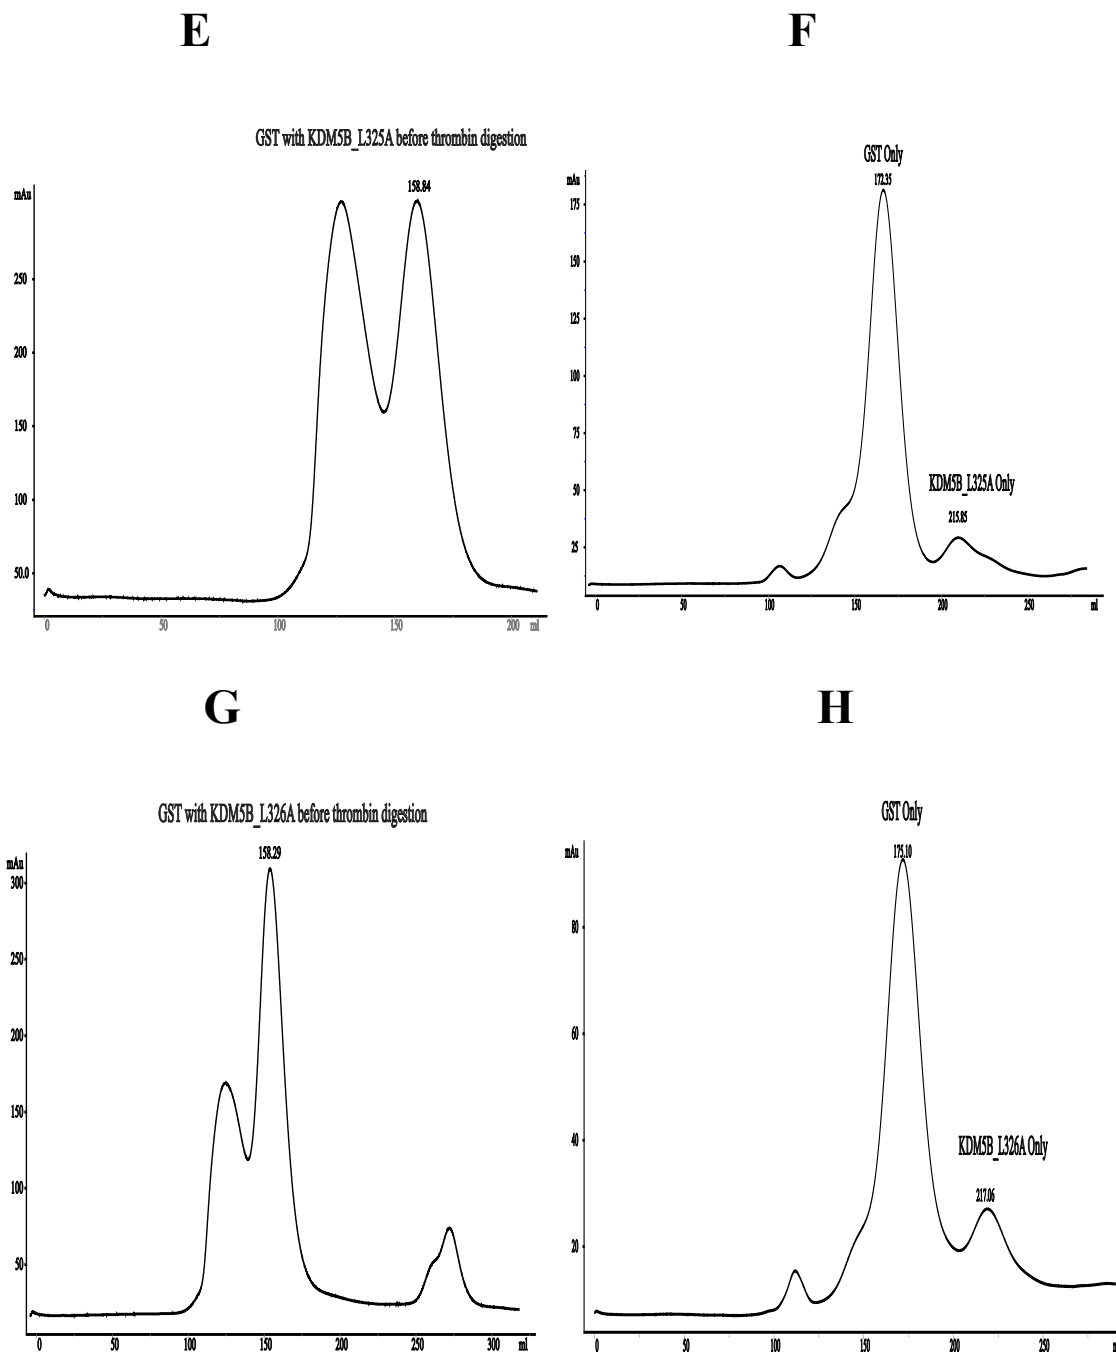 E
F
GST with KDM5B_L325A before thrombin digestion
158.84
mAu
250
200
150
100
50.0
0 50 100 150 200 ml
GST Only
172.35
mAu
175
150
125
100
75
50
25
KDM5B_L325A Only
215.85
0 50 100 150 200 250 ml
G
H
GST with KDM5B_L326A before thrombin digestion
158.29
mAu
300
250
200
150
100
50
0 50 100 150 200 250 300 ml
GST Only
175.10
mAu
80
60
40
20
KDM5B_L326A Only
217.06
0 50 100 150 200 250